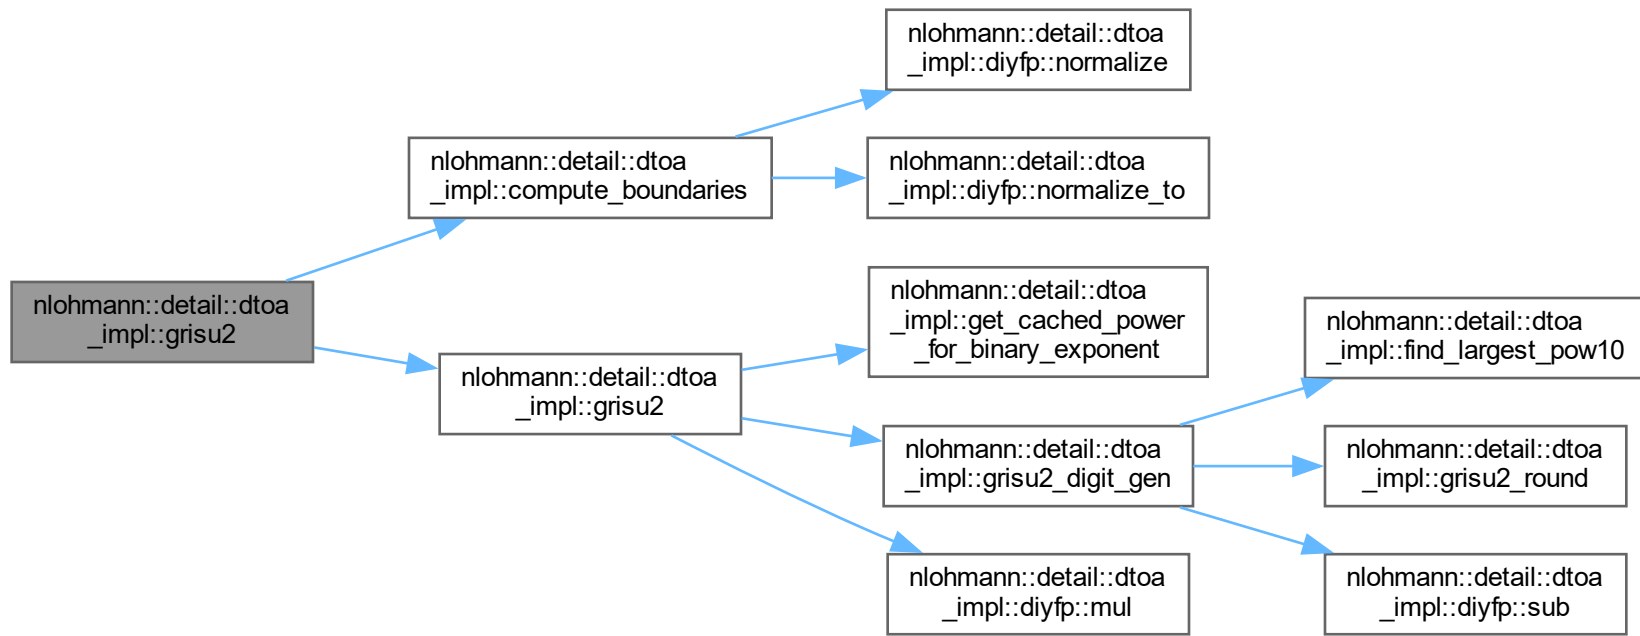 nlohmann::detail::dtoa
_impl::grisu2
nlohmann::detail::dtoa
_impl::compute_boundaries
nlohmann::detail::dtoa
_impl::diyfp::normalize
nlohmann::detail::dtoa
_impl::diyfp::normalize_to
nlohmann::detail::dtoa
_impl::grisu2
nlohmann::detail::dtoa
_impl::get_cached_power
_for_binary_exponent
nlohmann::detail::dtoa
_impl::grisu2_digit_gen
nlohmann::detail::dtoa
_impl::diyfp::mul
nlohmann::detail::dtoa
_impl::find_largest_pow10
nlohmann::detail::dtoa
_impl::grisu2_round
nlohmann::detail::dtoa
_impl::diyfp::sub